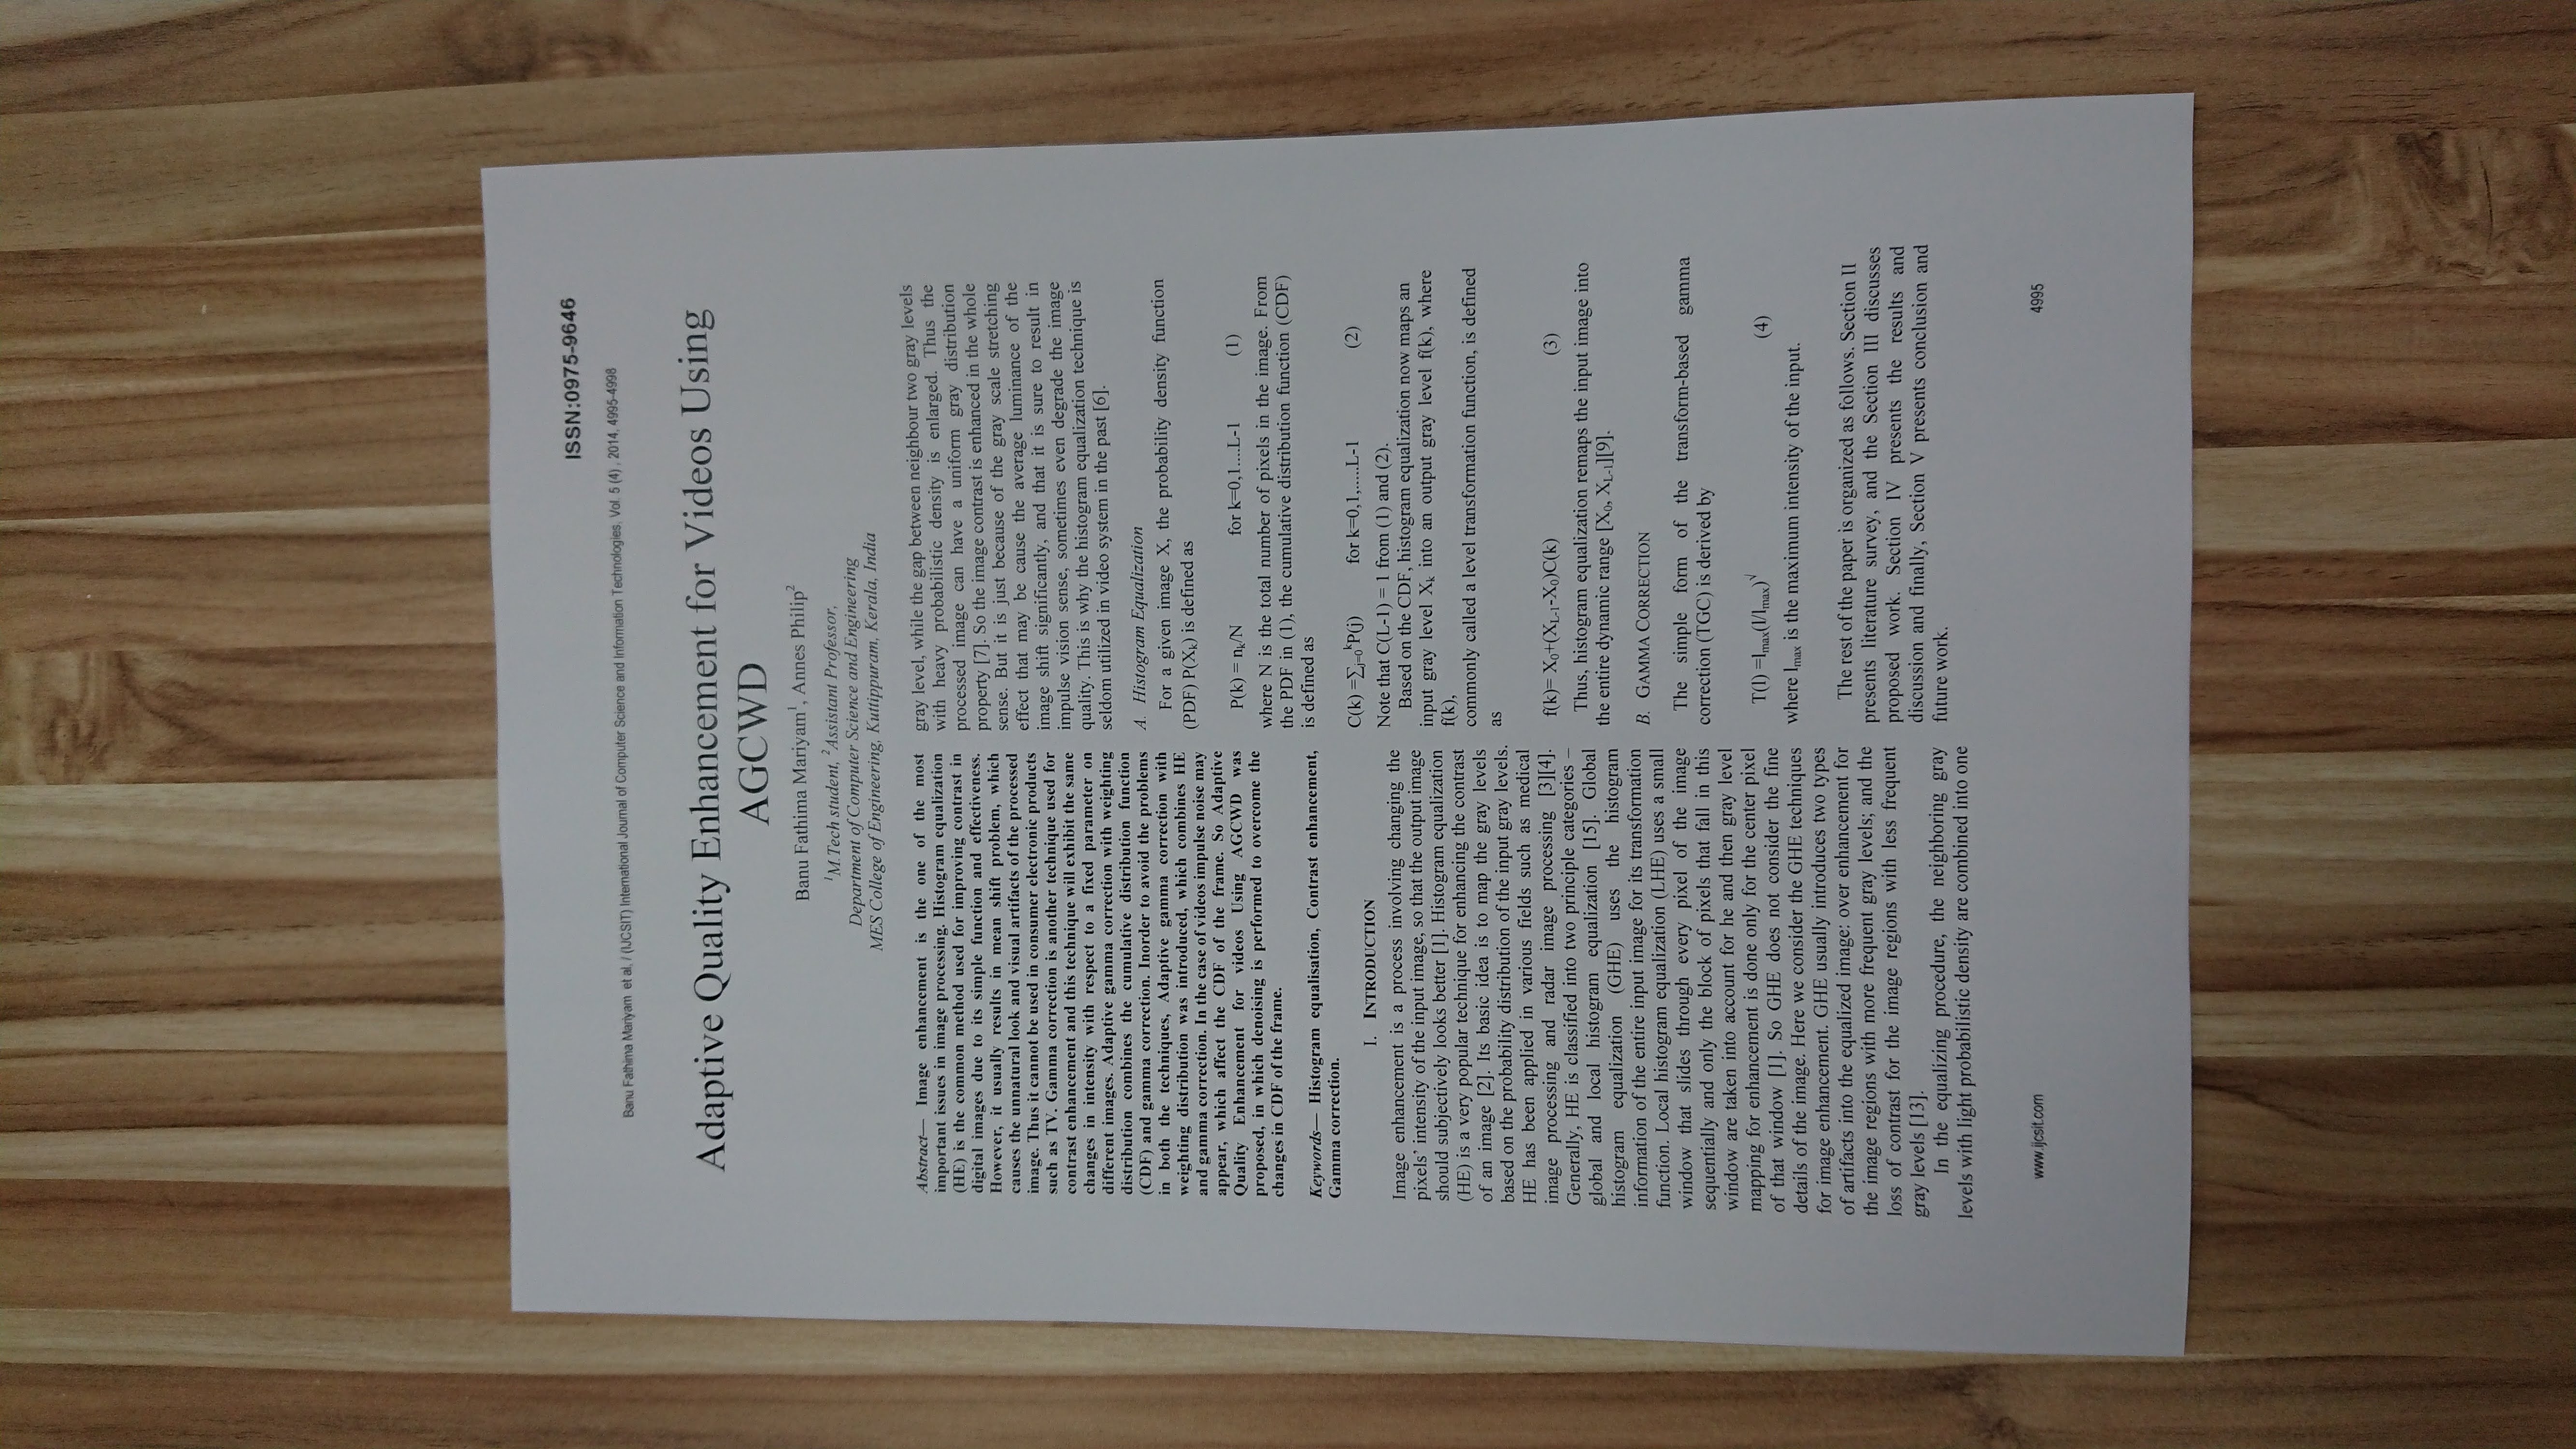 ISSN:0975-9646
Banu Fathima Mariyam et al, / (IJCSIT) International Journal of Computer Science and Information Technologies, Vol. 5 (4) , 2014, 4995-4998
Adaptive Quality Enhancement for Videos Using
AGCWD
Banu Fathima Mariyam¹, Annes Philip²
¹M.Tech student, ²Assistant Professor,
Department of Computer Science and Engineering
MES College of Engineering, Kuttippuram, Kerala, India
Abstract— Image enhancement is the one of the most
important issues in image processing. Histogram equalization
(HE) is the common method used for improving contrast in
digital images due to its simple function and effectiveness.
However, it usually results in mean shift problem, which
causes the unnatural look and visual artifacts of the processed
image. Thus it cannot be used in consumer electronic products
such as TV. Gamma correction is another technique used for
contrast enhancement and this technique will exhibit the same
changes in intensity with respect to a fixed parameter on
different images. Adaptive gamma correction with weighting
distribution combines the cumulative distribution function
(CDF) and gamma correction. Inorder to avoid the problems
in both the techniques, Adaptive gamma correction with
weighting distribution was introduced, which combines HE
and gamma correction. In the case of videos impulse noise may
appear, which affect the CDF of the frame. So Adaptive
Quality Enhancement for videos Using AGCWD was
proposed, in which denoising is performed to overcome the
changes in CDF of the frame.
Keywords— Histogram equalisation, Contrast enhancement,
Gamma correction.
I. INTRODUCTION
Image enhancement is a process involving changing the
pixels' intensity of the input image, so that the output image
should subjectively looks better [1]. Histogram equalization
(HE) is a very popular technique for enhancing the contrast
of an image [2]. Its basic idea is to map the gray levels
based on the probability distribution of the input gray levels.
HE has been applied in various fields such as medical
image processing and radar image processing [3][4].
Generally, HE is classified into two principle categories –
global and local histogram equalization [15]. Global
histogram equalization (GHE) uses the histogram
information of the entire input image for its transformation
function. Local histogram equalization (LHE) uses a small
window that slides through every pixel of the image
sequentially and only the block of pixels that fall in this
window are taken into account for he and then gray level
mapping for enhancement is done only for the center pixel
of that window [1]. So GHE does not consider the fine
details of the image. Here we consider the GHE techniques
for image enhancement. GHE usually introduces two types
of artifacts into the equalized image: over enhancement for
the image regions with more frequent gray levels; and the
loss of contrast for the image regions with less frequent
gray levels [13].
In the equalizing procedure, the neighboring gray
levels with light probabilistic density are combined into one
gray level, while the gap between neighbour two gray levels
with heavy probabilistic density is enlarged. Thus the
processed image can have a uniform gray distribution
property [7]. So the image contrast is enhanced in the whole
sense. But it is just because of the gray scale stretching
effect that may be cause the average luminance of the
image shift significantly, and that it is sure to result in
impulse vision sense, sometimes even degrade the image
quality. This is why the histogram equalization technique is
seldom utilized in video system in the past [6].
A. Histogram Equalization
For a given image X, the probability density function
(PDF) P(Xₖ) is defined as
P(k) = nₖ/N for k=0,1....L-1 (1)
where N is the total number of pixels in the image. From
the PDF in (1), the cumulative distribution function (CDF)
is defined as
C(k) =∑ⱼ₌₀ᵏP(j) for k=0,1,.....L-1 (2)
Note that C(L-1) = 1 from (1) and (2).
Based on the CDF, histogram equalization now maps an
input gray level Xₖ into an output gray level f(k), where
f(k),
commonly called a level transformation function, is defined
as
f(k)= X₀+(X_L-1-X₀)C(k) (3)
Thus, histogram equalization remaps the input image into
the entire dynamic range [X₀, X_L-1][9].
B. GAMMA CORRECTION
The simple form of the transform-based gamma
correction (TGC) is derived by
T(l) =lₘₐₓ(l/lₘₐₓ)^√ (4)
where lₘₐₓ is the maximum intensity of the input.
The rest of the paper is organized as follows. Section II
presents literature survey, and the Section III discusses
proposed work. Section IV presents the results and
discussion and finally, Section V presents conclusion and
future work.
www.ijcsit.com
4995